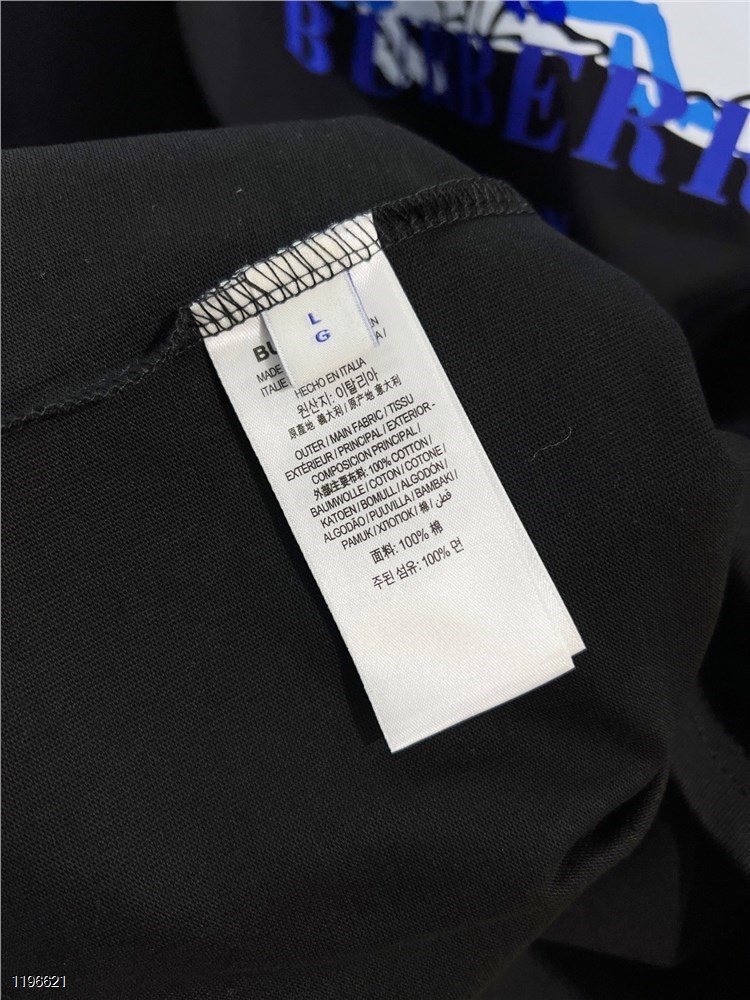 BURBERR
L
G
BU
MADE
ITALIE
HECHO EN ITALIA
원산지: 이탈리아
原產地 義大利 / 原产地 意大利
OUTER / MAIN FABRIC / TISSU
EXTÉRIEUR / PRINCIPAL / EXTERIOR-
COMPOSICION PRINCIPAL /
外部/主要布料: 100% COTTON /
BAUMWOLLE / COTON / COTONE /
KATOEN / BOMULL / ALGODÓN /
ALGODÃO / PUUVILLA / BAMBAKI /
PAMUK / ХЛОПОК / 棉 / قطن
面料: 100% 棉
주된 섬유: 100% 면
1196621